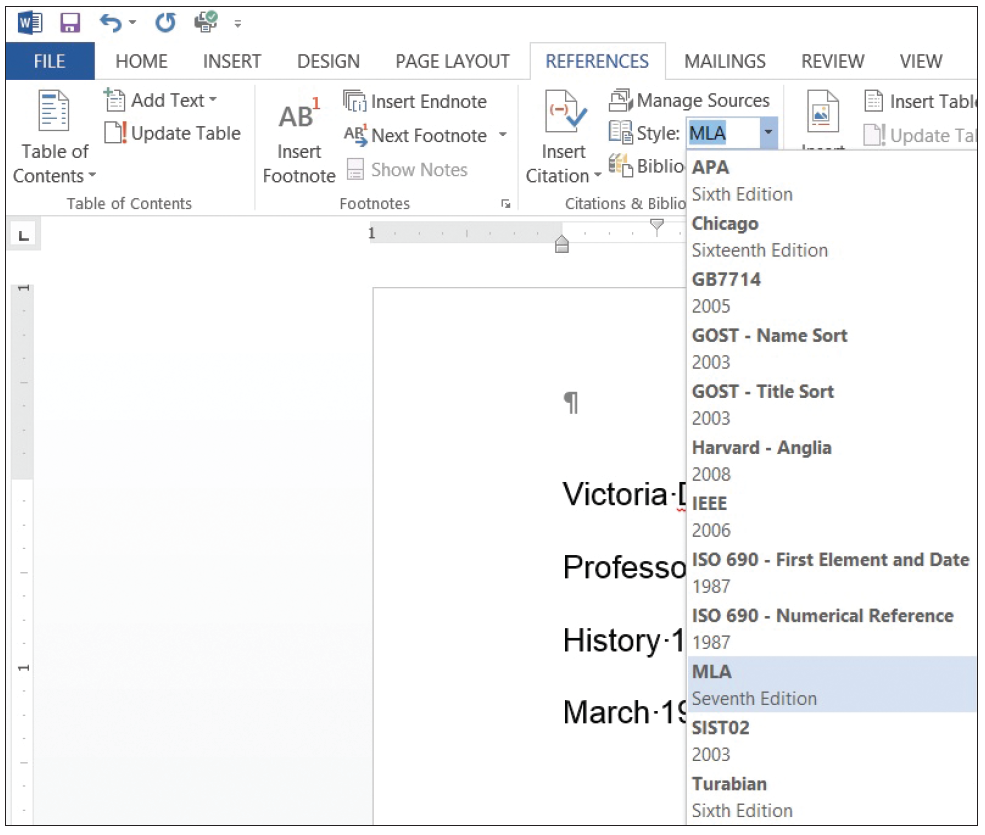 FILE HOME INSERT DESIGN PAGE LAYOUT REFERENCES MAILINGS REVIEW VIEW
Table of
Contents
Add Text
Update Table
Table of Contents
AB1
Insert
Footnote
Insert Endnote
AB1 Next Footnote
Show Notes
Footnotes
Insert
Citation
Manage Sources
Style: MLA
Biblio
Citations & Biblio
Insert Table
Update Ta
APA
Sixth Edition
Chicago
Sixteenth Edition
GB7714
2005
GOST - Name Sort
2003
GOST - Title Sort
2003
Harvard - Anglia
2008
IEEE
2006
ISO 690 - First Element and Date
1987
ISO 690 - Numerical Reference
1987
MLA
Seventh Edition
SIST02
2003
Turabian
Sixth Edition
1
1
1
¶
Victoria·D
Professo
History·1
March·19